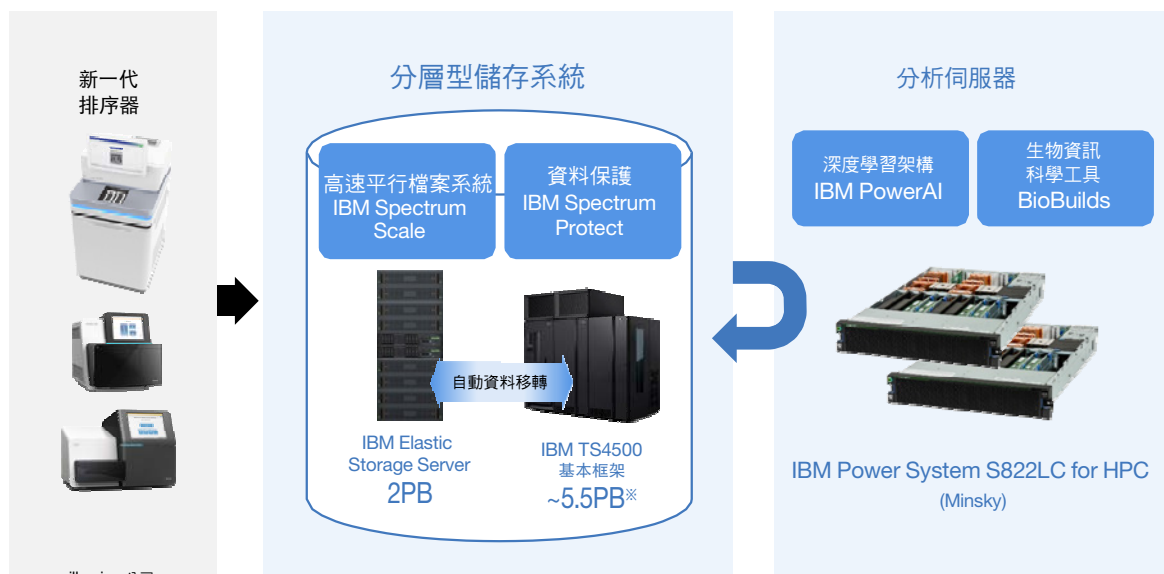 新一代
排序器
分層型儲存系統
高速平行檔案系統
IBM Spectrum
Scale
資料保護
IBM Spectrum
Protect
自動資料移轉
IBM Elastic
Storage Server
2PB
IBM TS4500
基本框架
~5.5PB※
分析伺服器
深度學習架構
IBM PowerAI
生物資訊
科學工具
BioBuilds
IBM Power System S822LC for HPC
(Minsky)